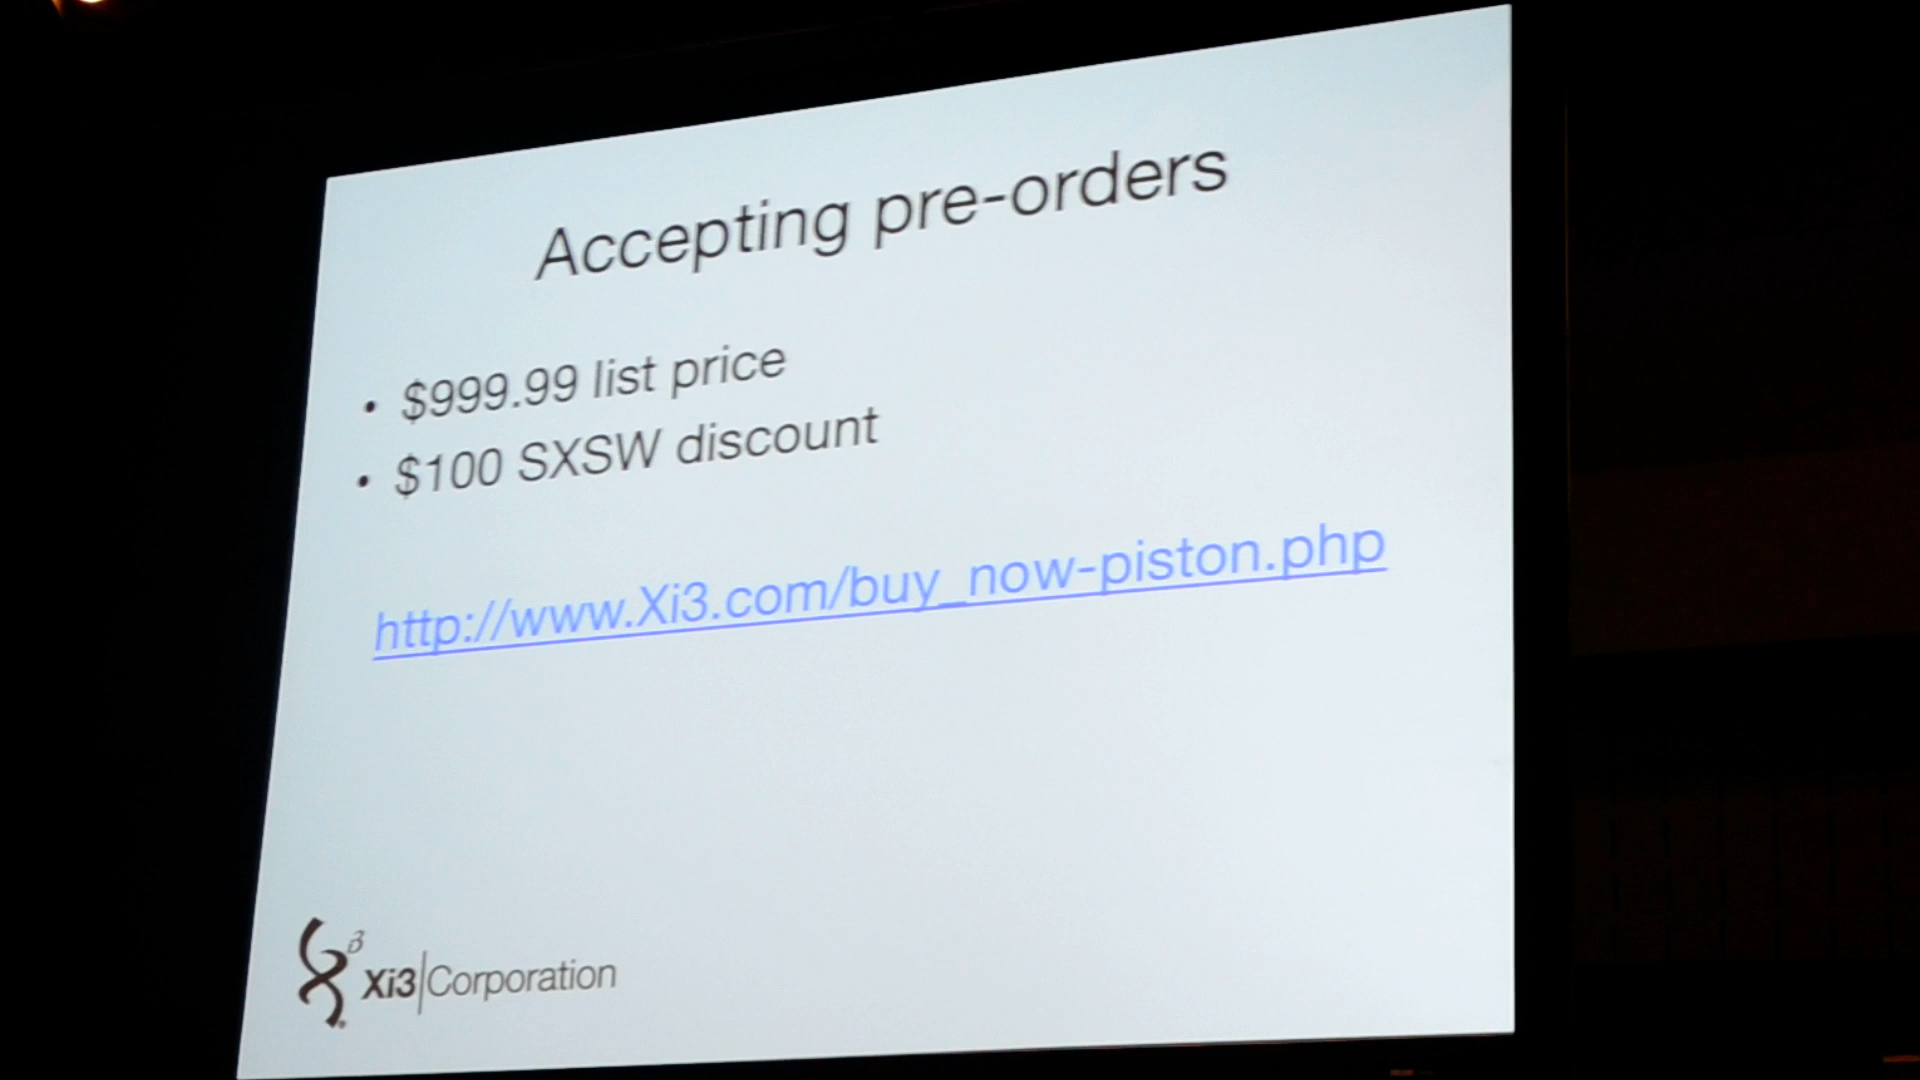 Accepting pre-orders
• $999.99 list price
• $100 SXSW discount
http://www.Xi3.com/buy_now-piston.php
3
Xi3|Corporation